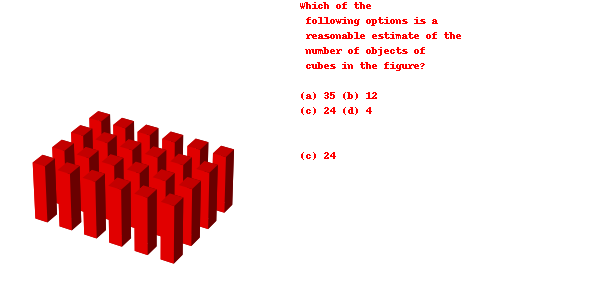 Which of the
following options is a
reasonable estimate of the
number of objects of
cubes in the figure?
(a) 35 (b) 12
(c) 24 (d) 4
(c) 24